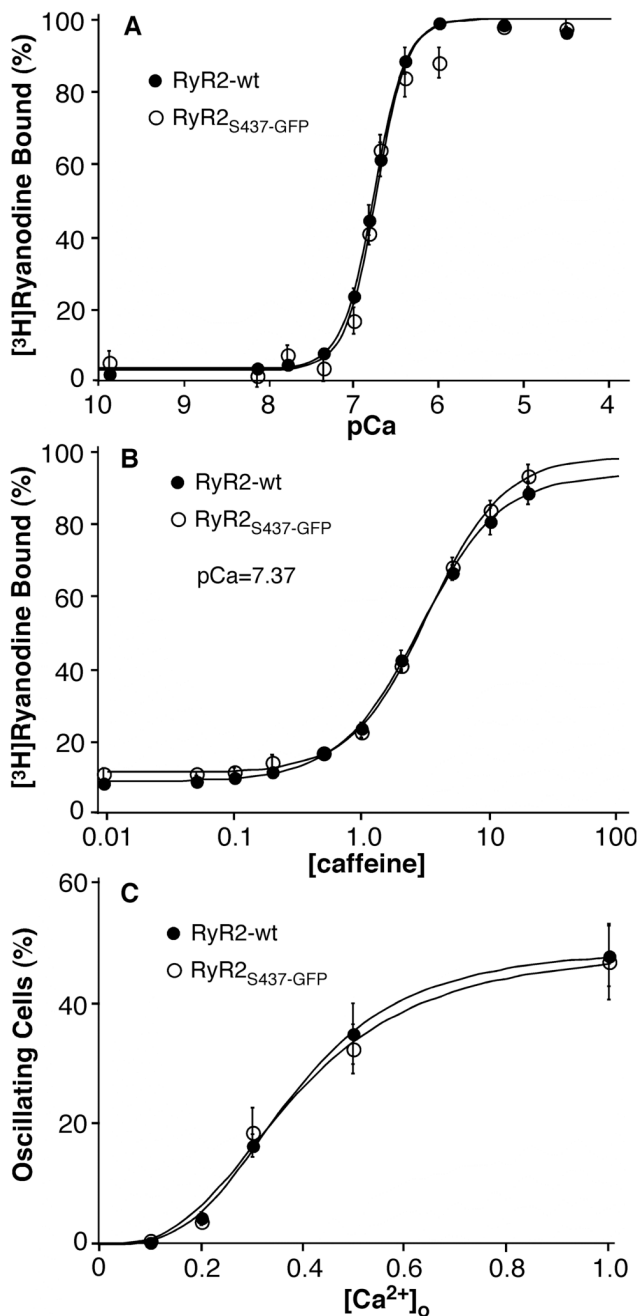 A
[³H]Ryanodine Bound (%)
100
80
60
40
20
0
RyR2-wt
RyR2S437-GFP
10 9 8 7 6 5 4
pCa
B
[³H]Ryanodine Bound (%)
100
80
60
40
20
0
RyR2-wt
RyR2S437-GFP
pCa=7.37
0.01 0.1 1.0 10 100
[caffeine]
C
Oscillating Cells (%)
60
40
20
0
RyR2-wt
RyR2S437-GFP
0 0.2 0.4 0.6 0.8 1.0
[Ca²⁺]o